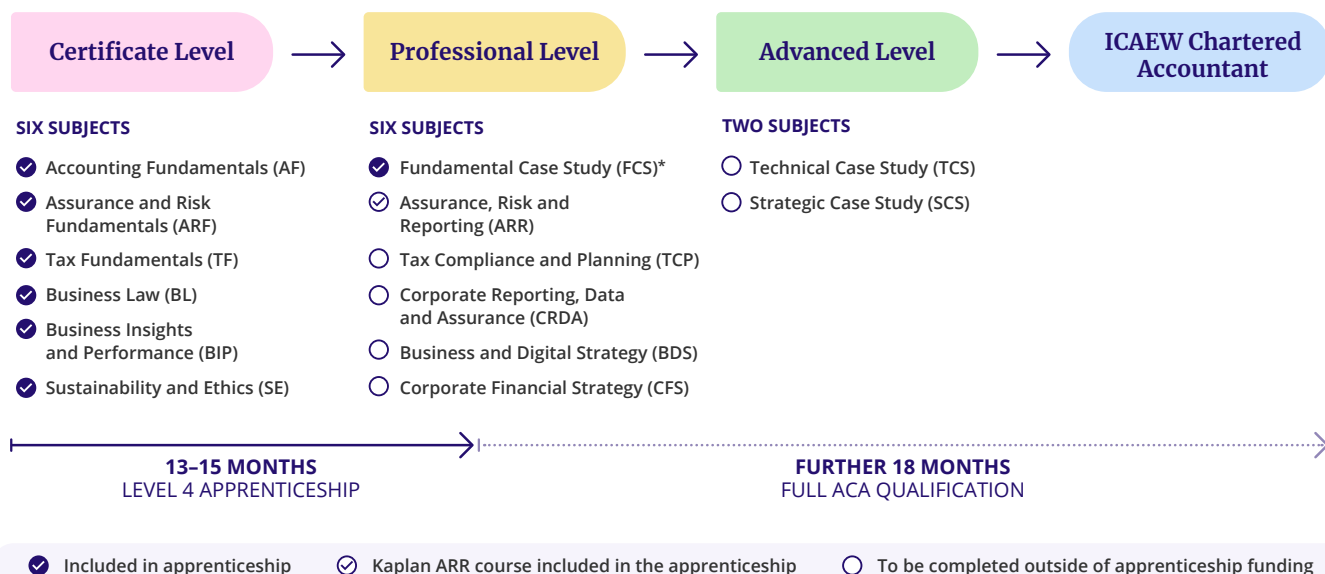 Certificate Level
Professional Level
Advanced Level
ICAEW Chartered
Accountant
SIX SUBJECTS
Accounting Fundamentals (AF)
Assurance and Risk
Fundamentals (ARF)
Tax Fundamentals (TF)
Business Law (BL)
Business Insights
and Performance (BIP)
Sustainability and Ethics (SE)
SIX SUBJECTS
Fundamental Case Study (FCS)*
Assurance, Risk and
Reporting (ARR)
Tax Compliance and Planning (TCP)
Corporate Reporting, Data
and Assurance (CRDA)
Business and Digital Strategy (BDS)
Corporate Financial Strategy (CFS)
TWO SUBJECTS
Technical Case Study (TCS)
Strategic Case Study (SCS)
13–15 MONTHS
LEVEL 4 APPRENTICESHIP
FURTHER 18 MONTHS
FULL ACA QUALIFICATION
Included in apprenticeship
Kaplan ARR course included in the apprenticeship
To be completed outside of apprenticeship funding